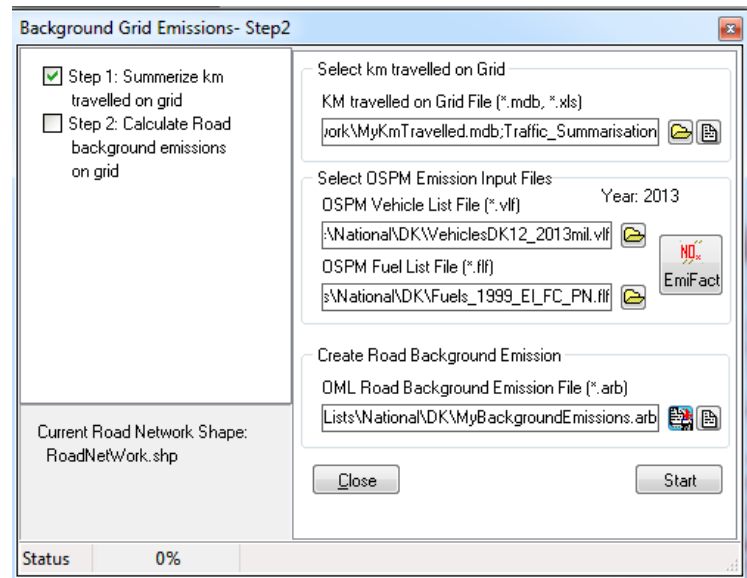 Background Grid Emissions- Step2
Step 1: Summerize km
travelled on grid
Step 2: Calculate Road
background emissions
on grid
Current Road Network Shape:
RoadNetWork.shp
Select km travelled on Grid
KM travelled on Grid File (*.mdb, *.xls)
work\MyKmTravelled.mdb;Traffic_Summarisation
Select OSPM Emission Input Files
Year: 2013
OSPM Vehicle List File (*.vlf)
:\National\DK\VehiclesDK12_2013mil.vlf
NOx
EmiFact
OSPM Fuel List File (*.flf)
s\National\DK\Fuels_1999_EI_FC_PN.flf
Create Road Background Emission
OML Road Background Emission File (*.arb)
Lists\National\DK\MyBackgroundEmissions.arb
Close
Start
Status
0%